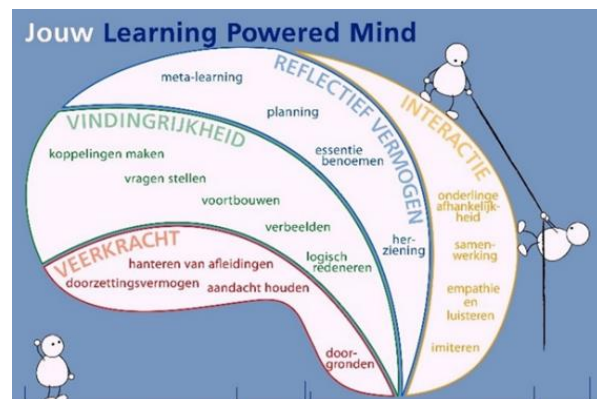 Jouw Learning Powered Mind
REFLECTIEF VERMOGEN
meta-learning
planning
essentie
benoemen
her-
ziening
VINDINGRIJKHEID
koppelingen maken
vragen stellen
voortbouwen
verbeelden
logisch
redeneren
VEERKRACHT
hanteren van afleidingen
doorzettingsvermogen
aandacht houden
door-
gronden
INTERACTIE
onderlinge
afhankelijk-
heid
samen-
werking
empathie
en
luisteren
imiteren